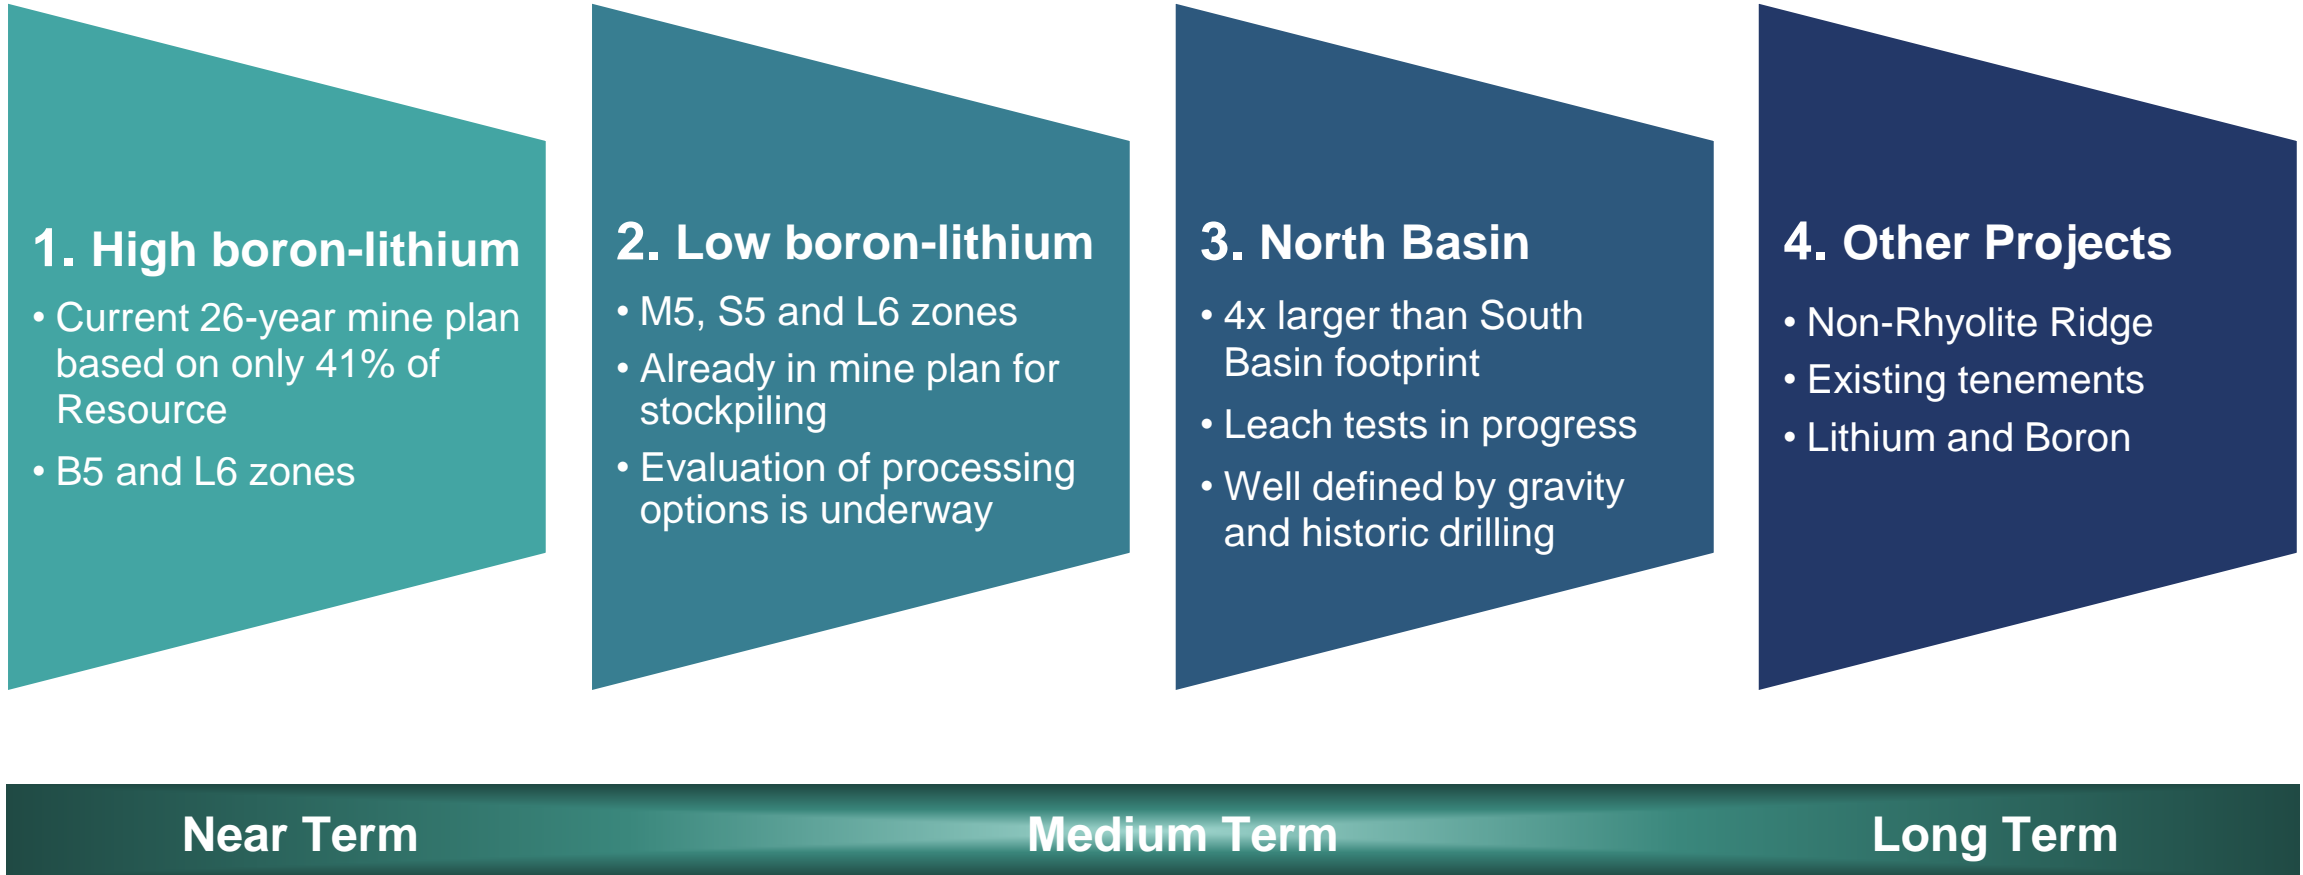 1. High boron-lithium
• Current 26-year mine plan
based on only 41% of
Resource
• B5 and L6 zones
2. Low boron-lithium
• M5, S5 and L6 zones
• Already in mine plan for
stockpiling
• Evaluation of processing
options is underway
3. North Basin
• 4x larger than South
Basin footprint
• Leach tests in progress
• Well defined by gravity
and historic drilling
4. Other Projects
• Non-Rhyolite Ridge
• Existing tenements
• Lithium and Boron
Near Term
Medium Term
Long Term